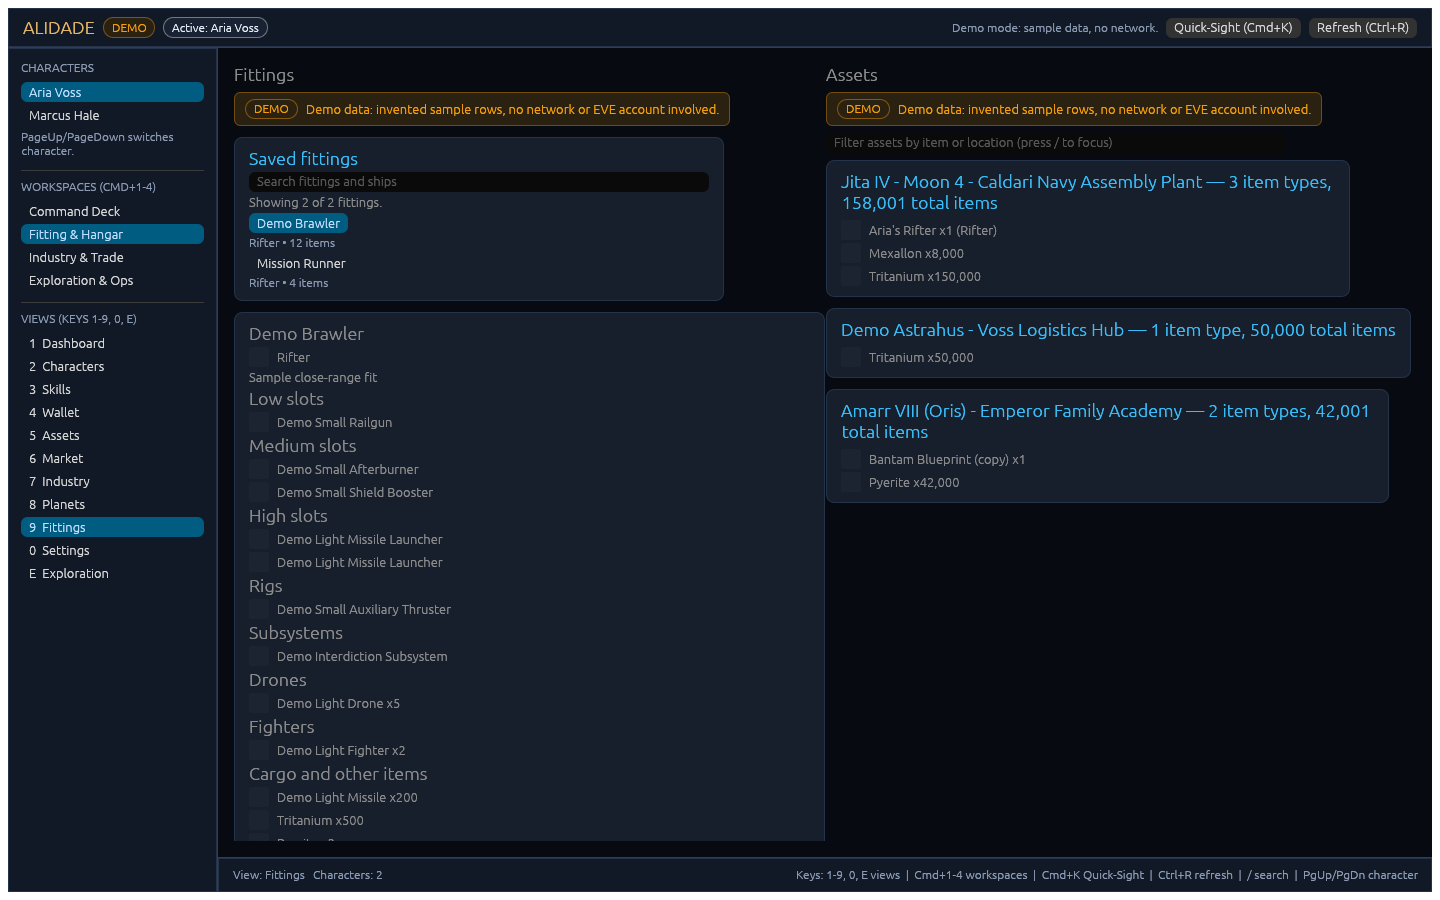 ALIDADE
DEMO
Active: Aria Voss
Demo mode: sample data, no network.
Quick-Sight (Cmd+K)
Refresh (Ctrl+R)
CHARACTERS
Aria Voss
Marcus Hale
PageUp/PageDown switches
character.
WORKSPACES (CMD+1-4)
Command Deck
Fitting & Hangar
Industry & Trade
Exploration & Ops
VIEWS (KEYS 1-9, 0, E)
1 Dashboard
2 Characters
3 Skills
4 Wallet
5 Assets
6 Market
7 Industry
8 Planets
9 Fittings
0 Settings
E Exploration
Fittings
DEMO Demo data: invented sample rows, no network or EVE account involved.
Saved fittings
Search fittings and ships
Showing 2 of 2 fittings.
Demo Brawler
Rifter • 12 items
Mission Runner
Rifter • 4 items
Demo Brawler
Rifter
Sample close-range fit
Low slots
Demo Small Railgun
Medium slots
Demo Small Afterburner
Demo Small Shield Booster
High slots
Demo Light Missile Launcher
Demo Light Missile Launcher
Rigs
Demo Small Auxiliary Thruster
Subsystems
Demo Interdiction Subsystem
Drones
Demo Light Drone x5
Fighters
Demo Light Fighter x2
Cargo and other items
Demo Light Missile x200
Tritanium x500
Assets
DEMO Demo data: invented sample rows, no network or EVE account involved.
Filter assets by item or location (press / to focus)
Jita IV - Moon 4 - Caldari Navy Assembly Plant — 3 item types,
158,001 total items
Aria's Rifter x1 (Rifter)
Mexallon x8,000
Tritanium x150,000
Demo Astrahus - Voss Logistics Hub — 1 item type, 50,000 total items
Tritanium x50,000
Amarr VIII (Oris) - Emperor Family Academy — 2 item types, 42,001
total items
Bantam Blueprint (copy) x1
Pyerite x42,000
View: Fittings Characters: 2
Keys: 1-9, 0, E views | Cmd+1-4 workspaces | Cmd+K Quick-Sight | Ctrl+R refresh | / search | PgUp/PgDn character